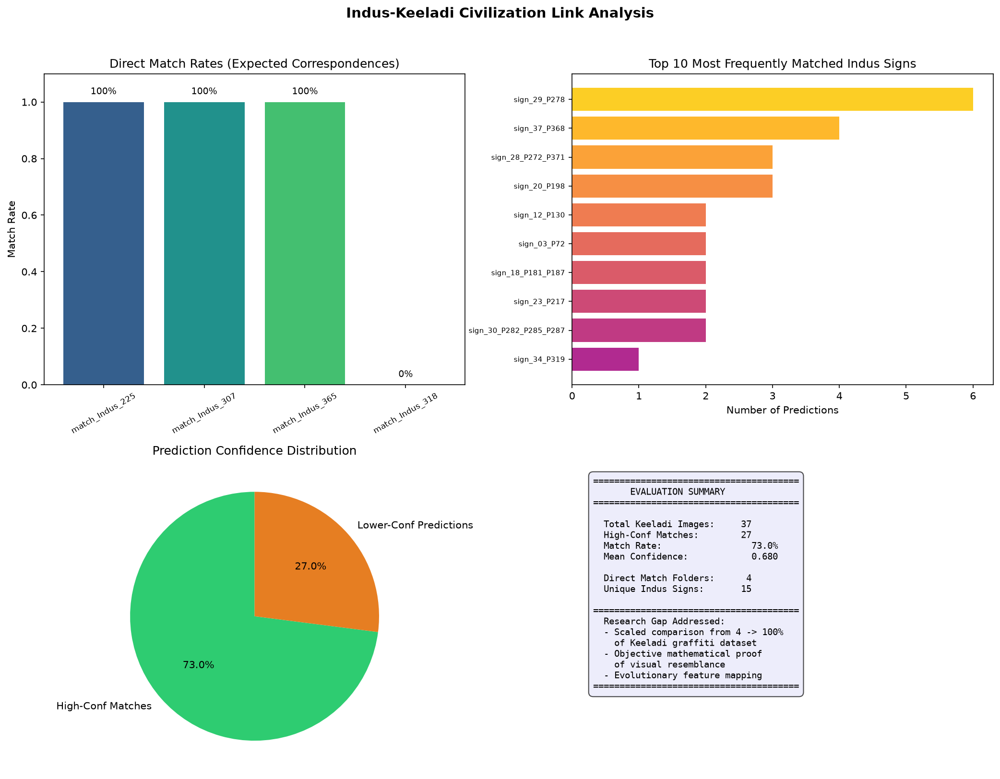 Indus-Keeladi Civilization Link Analysis
Direct Match Rates (Expected Correspondences)
100%
100%
100%
0%
1.0
0.8
0.6
0.4
0.2
0.0
Match Rate
match_Indus_225
match_Indus_307
match_Indus_365
match_Indus_318
Top 10 Most Frequently Matched Indus Signs
sign_29_P278
sign_37_P368
sign_28_P272_P371
sign_20_P198
sign_12_P130
sign_03_P72
sign_18_P181_P187
sign_23_P217
sign_30_P282_P285_P287
sign_34_P319
0 1 2 3 4 5 6
Number of Predictions
Prediction Confidence Distribution
Lower-Conf Predictions
27.0%
73.0%
High-Conf Matches
=======================================
EVALUATION SUMMARY
=======================================
Total Keeladi Images: 37
High-Conf Matches: 27
Match Rate: 73.0%
Mean Confidence: 0.680
Direct Match Folders: 4
Unique Indus Signs: 15
=======================================
Research Gap Addressed:
- Scaled comparison from 4 -> 100%
of Keeladi graffiti dataset
- Objective mathematical proof
of visual resemblance
- Evolutionary feature mapping
=======================================